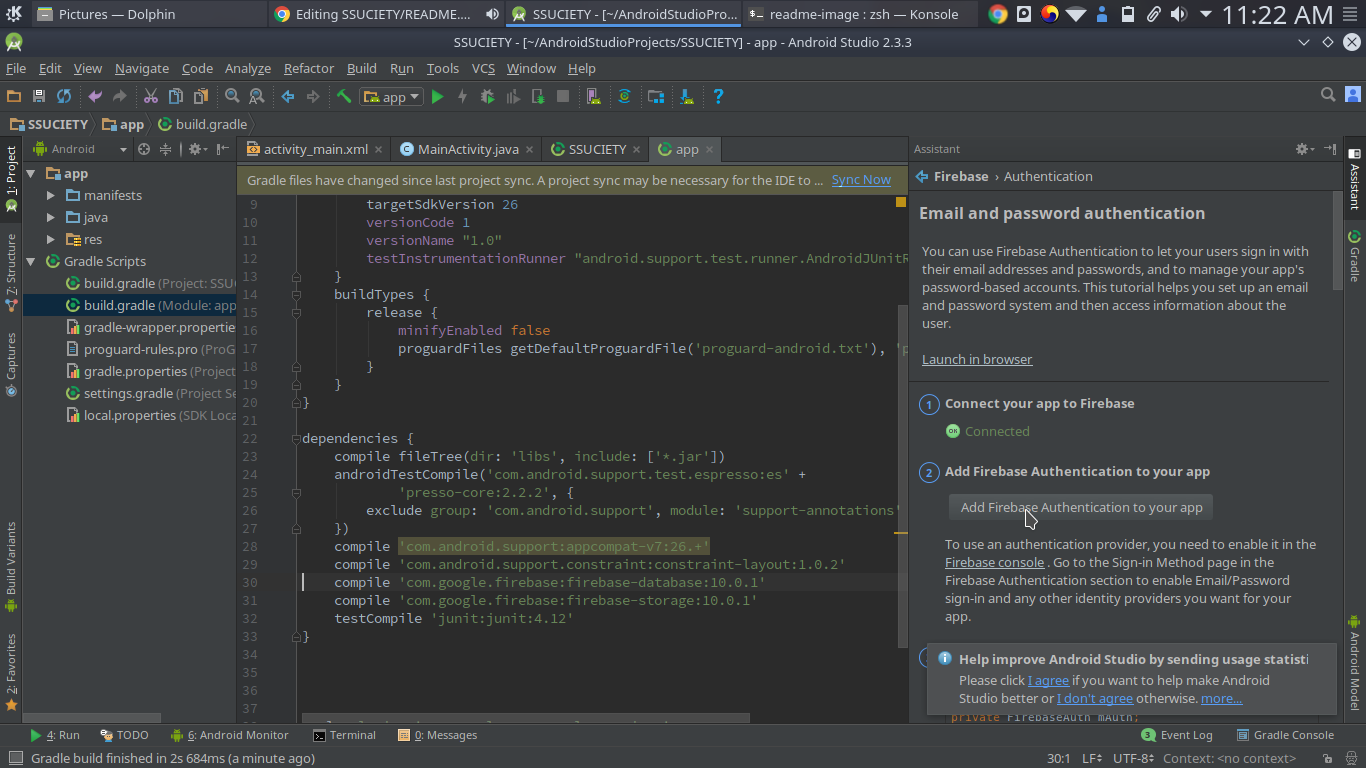 Pictures — Dolphin
Editing SSUCIETY/README....
SSUCIETY - [~/AndroidStudioPro...
readme-image : zsh — Konsole
11:22 AM
SSUCIETY - [~/AndroidStudioProjects/SSUCIETY] - app - Android Studio 2.3.3
File Edit View Navigate Code Analyze Refactor Build Run Tools VCS Window Help
app
SSUCIETY app build.gradle
Android
activity_main.xml MainActivity.java SSUCIETY app
Assistant
1: Project
Z: Structure
Captures
Build Variants
2: Favorites
app
manifests
java
res
Gradle Scripts
build.gradle (Project: SSU
build.gradle (Module: app
gradle-wrapper.propertie
proguard-rules.pro (ProG
gradle.properties (Project
settings.gradle (Project Se
local.properties (SDK Loca
Gradle files have changed since last project sync. A project sync may be necessary for the IDE to ... Sync Now
9 targetSdkVersion 26
10 versionCode 1
11 versionName "1.0"
12 testInstrumentationRunner "android.support.test.runner.AndroidJUnitR
13 }
14 buildTypes {
15 release {
16 minifyEnabled false
17 proguardFiles getDefaultProguardFile('proguard-android.txt'), 'p
18 }
19 }
20 }
21
22 dependencies {
23 compile fileTree(dir: 'libs', include: ['*.jar'])
24 androidTestCompile('com.android.support.test.espresso:es' +
25 'presso-core:2.2.2', {
26 exclude group: 'com.android.support', module: 'support-annotations'
27 })
28 compile 'com.android.support:appcompat-v7:26.+'
29 compile 'com.android.support.constraint:constraint-layout:1.0.2'
30 compile 'com.google.firebase:firebase-database:10.0.1'
31 compile 'com.google.firebase:firebase-storage:10.0.1'
32 testCompile 'junit:junit:4.12'
33 }
34
35
36
37
Firebase › Authentication
Email and password authentication
You can use Firebase Authentication to let your users sign in with
their email addresses and passwords, and to manage your app's
password-based accounts. This tutorial helps you set up an email
and password system and then access information about the
user.
Launch in browser
1 Connect your app to Firebase
OK Connected
2 Add Firebase Authentication to your app
Add Firebase Authentication to your app
To use an authentication provider, you need to enable it in the
Firebase console . Go to the Sign-in Method page in the
Firebase Authentication section to enable Email/Password
sign-in and any other identity providers you want for your
app.
Help improve Android Studio by sending usage statisti
Please click I agree if you want to help make Android
Studio better or I don't agree otherwise. more...
private FirebaseAuth mAuth;
Assistant
Gradle
Android Model
4: Run TODO 6: Android Monitor Terminal 0: Messages
3 Event Log Gradle Console
Gradle build finished in 2s 684ms (a minute ago)
30:1 LF UTF-8 Context: <no context>